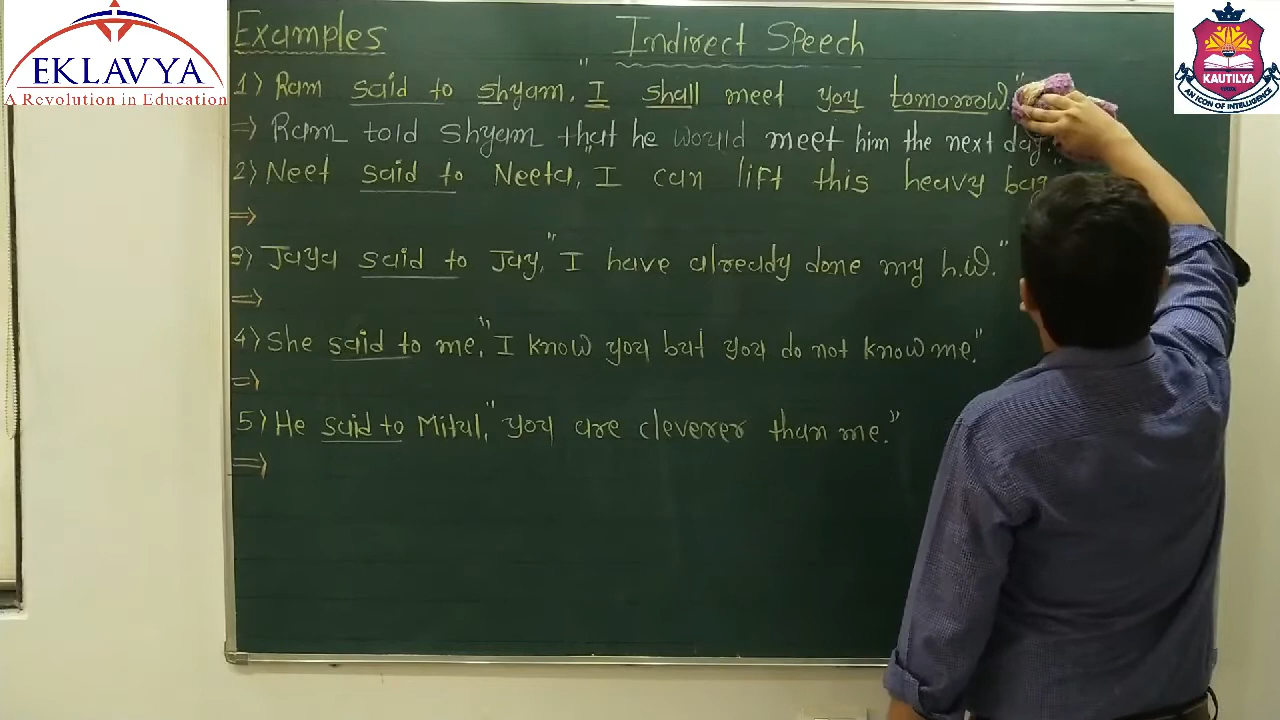 EKLAVYA
A Revolution in Education
KAUTILYA
AN ICON OF INTELLIGENCE
Examples
Indirect Speech
1) Ram said to shyam, "I shall meet you tomorrow."
⇒ Ram told Shyam that he would meet him the next day.
2) Neet said to Neeta, "I can lift this heavy bag"
⇒
3) Jaya said to Jay, "I have already done my h.w."
⇒
4) She said to me, "I know you but you do not know me."
⇒
5) He said to Mitul, "you are cleverer than me."
⇒